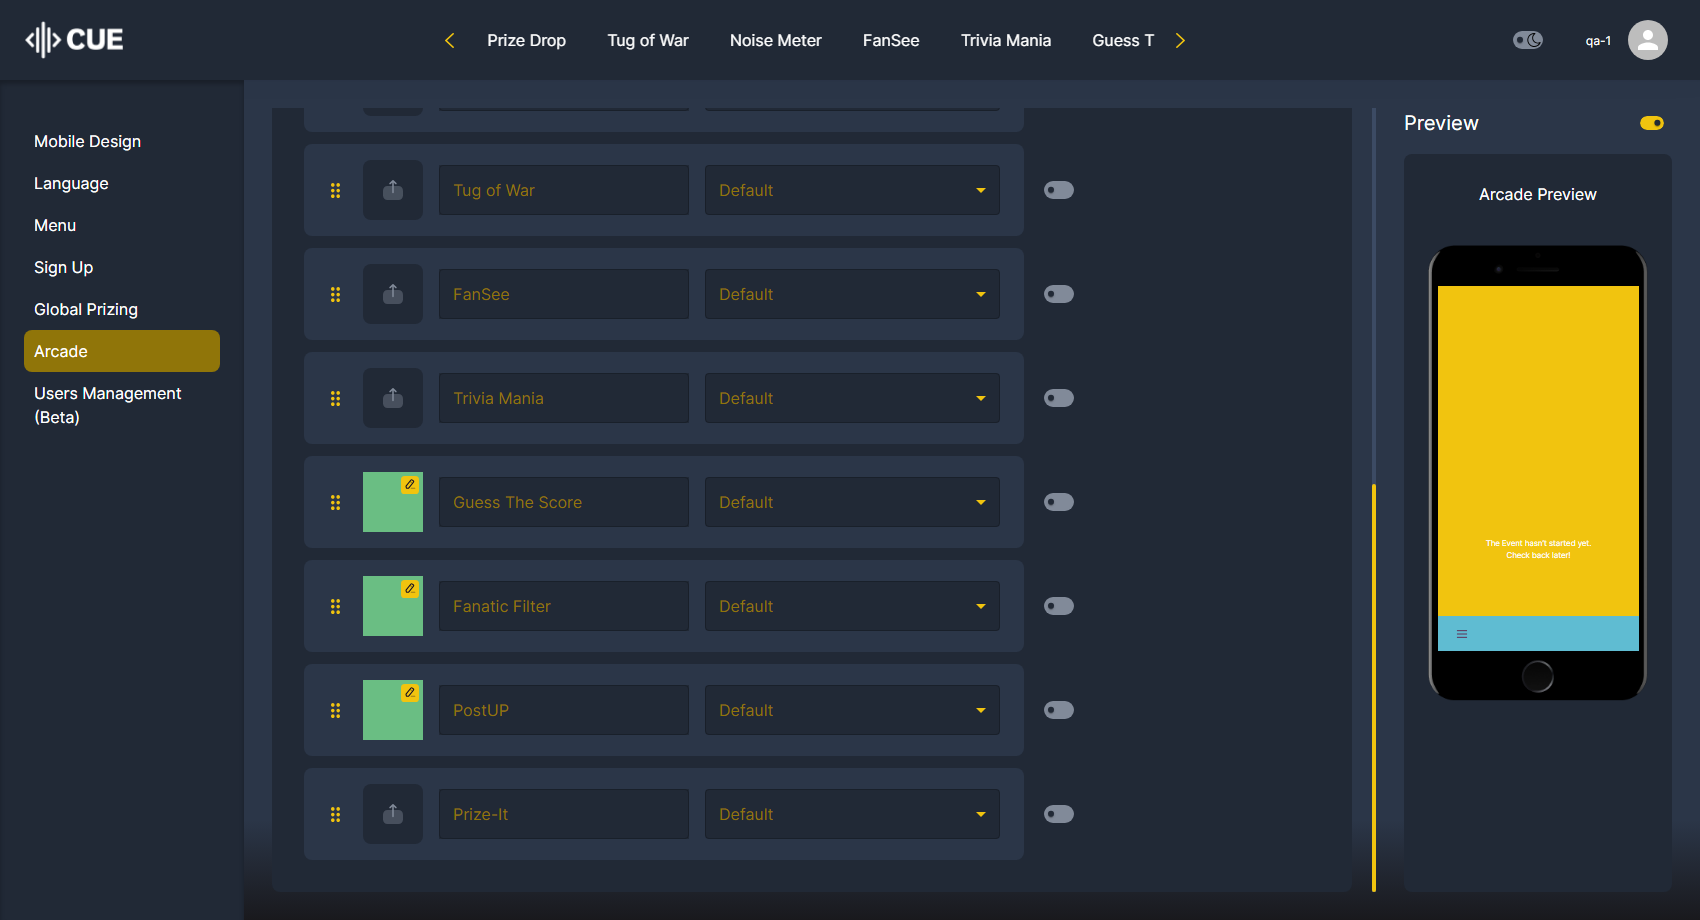 CUE
Prize Drop
Tug of War
Noise Meter
FanSee
Trivia Mania
Guess T
qa-1
Mobile Design
Language
Menu
Sign Up
Global Prizing
Arcade
Users Management
(Beta)
Tug of War
Default
FanSee
Default
Trivia Mania
Default
Guess The Score
Default
Fanatic Filter
Default
PostUP
Default
Prize-It
Default
Preview
Arcade Preview
The Event hasn't started yet.
Check back later!